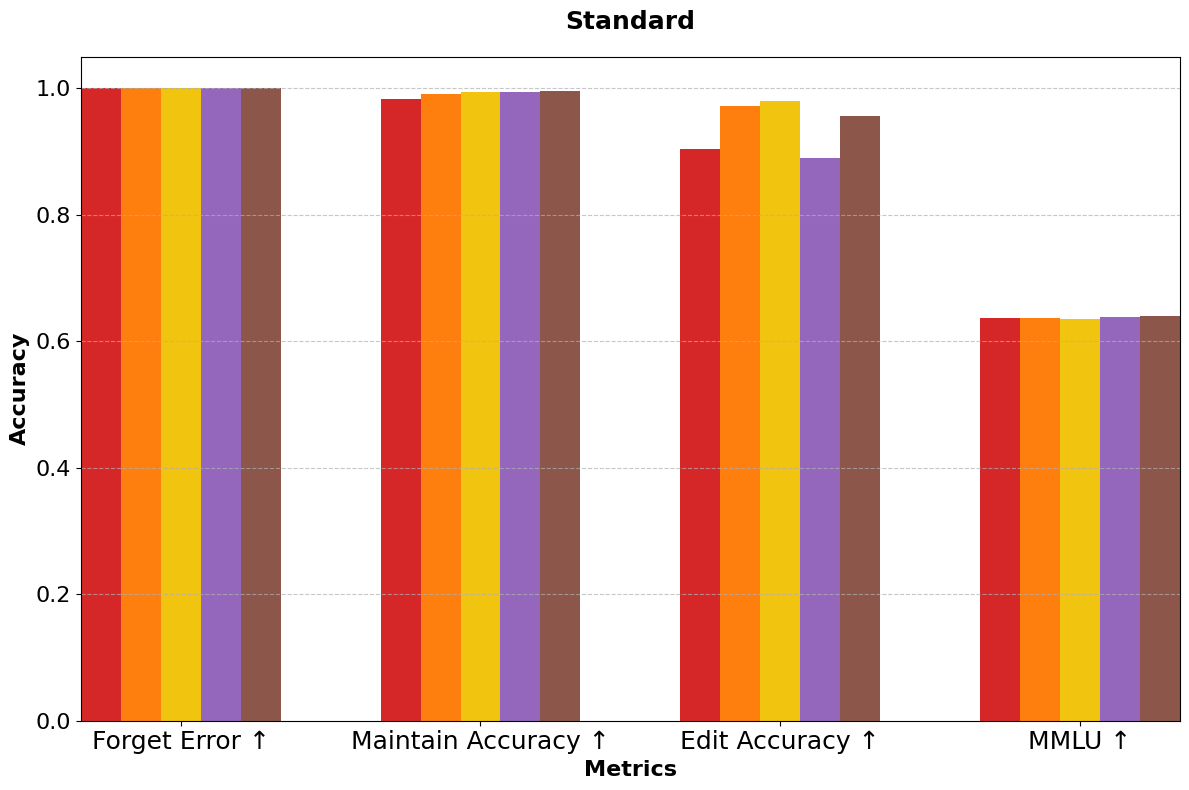 Standard
1.0
0.8
0.6
0.4
0.2
0.0
Accuracy
Forget Error ↑ Maintain Accuracy ↑ Edit Accuracy ↑ MMLU ↑
Metrics